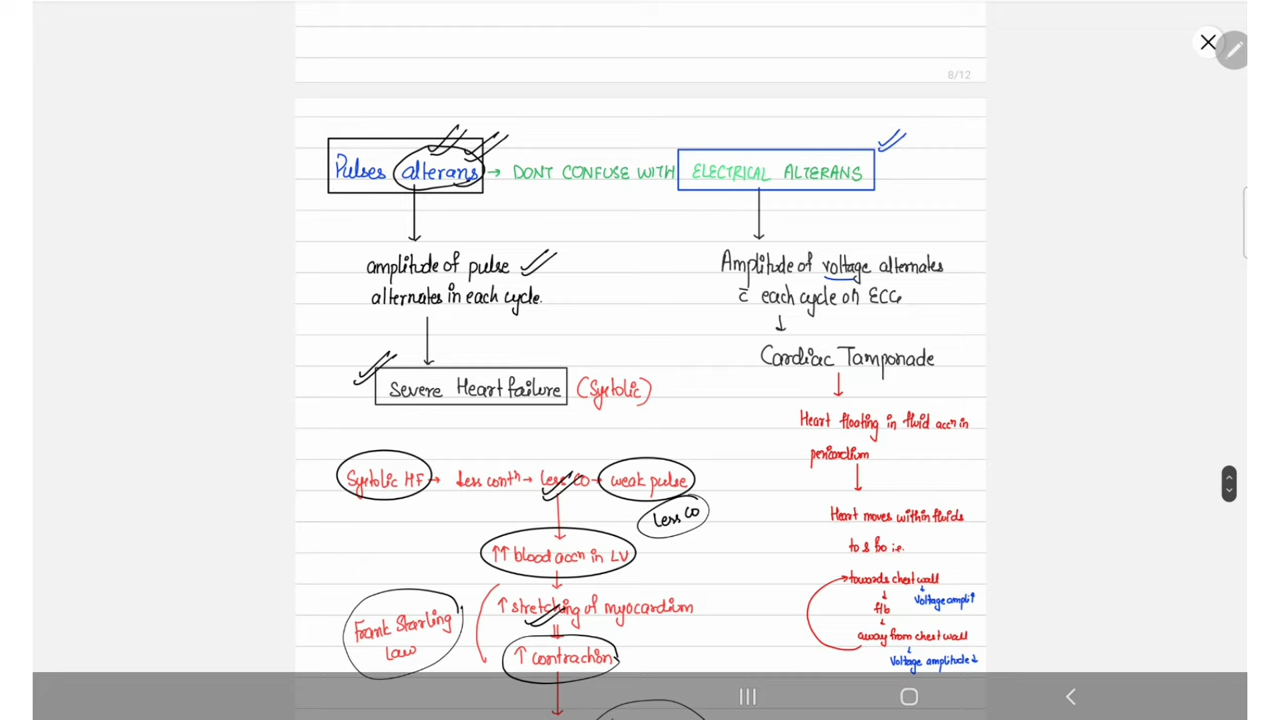 8/12
Pulses alterans → DONT CONFUSE WITH ELECTRICAL ALTERANS
amplitude of pulse
alternates in each cycle.
Severe Heart failure (Systolic)
Systolic HF → Less contn → less CO → weak pulse
Less CO
↑↑ blood accn in LV
↑ stretching of myocardium
Frank Starling
Law
↑ contraction
Amplitude of voltage alternates
c̄ each cycle on ECG
↓
Cardiac Tamponade
↓
Heart floating in fluid accn in
pericardium
Heart moves within fluids
to & fro i.e.
→ towards chest wall
↓
Voltage ampli↑
f/b
↓
away from chest wall
↓
Voltage amplitude↓